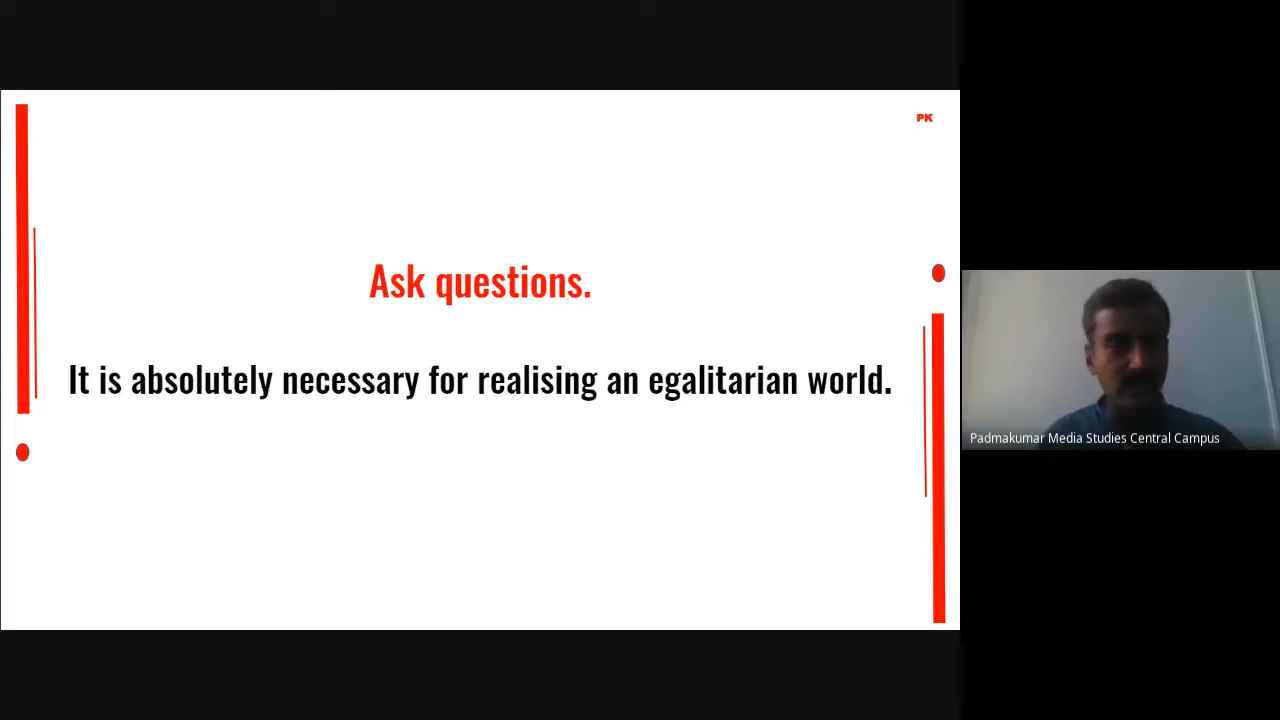 PK
Ask questions.
It is absolutely necessary for realising an egalitarian world.
Padmakumar Media Studies Central Campus